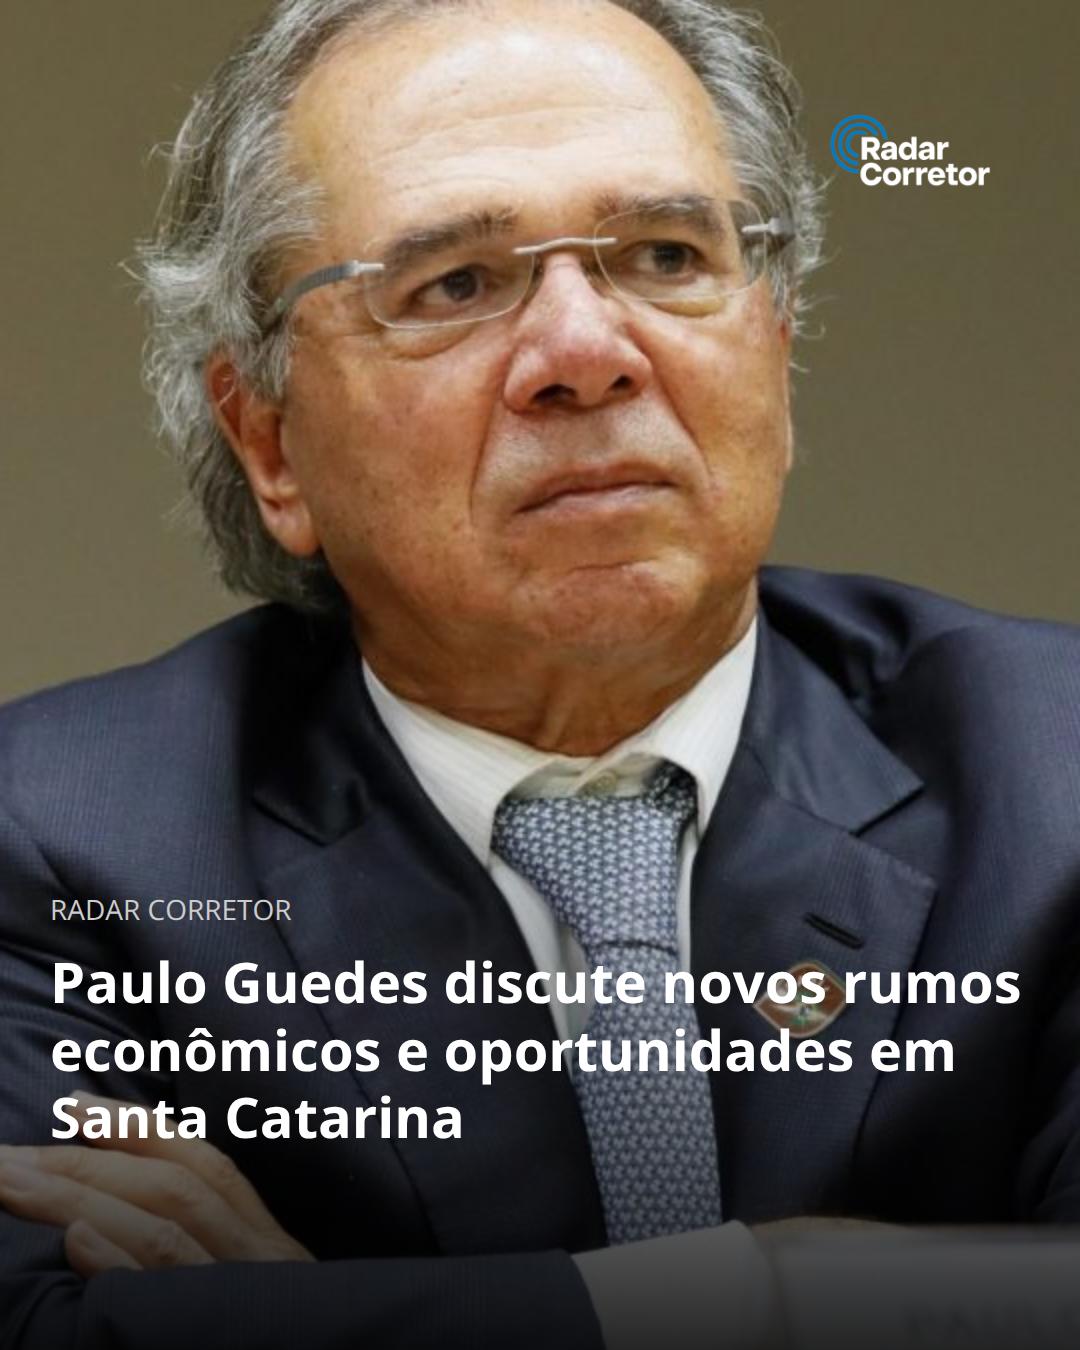 Radar
Corretor
RADAR CORRETOR
Paulo Guedes discute novos rumos
econômicos e oportunidades em
Santa Catarina